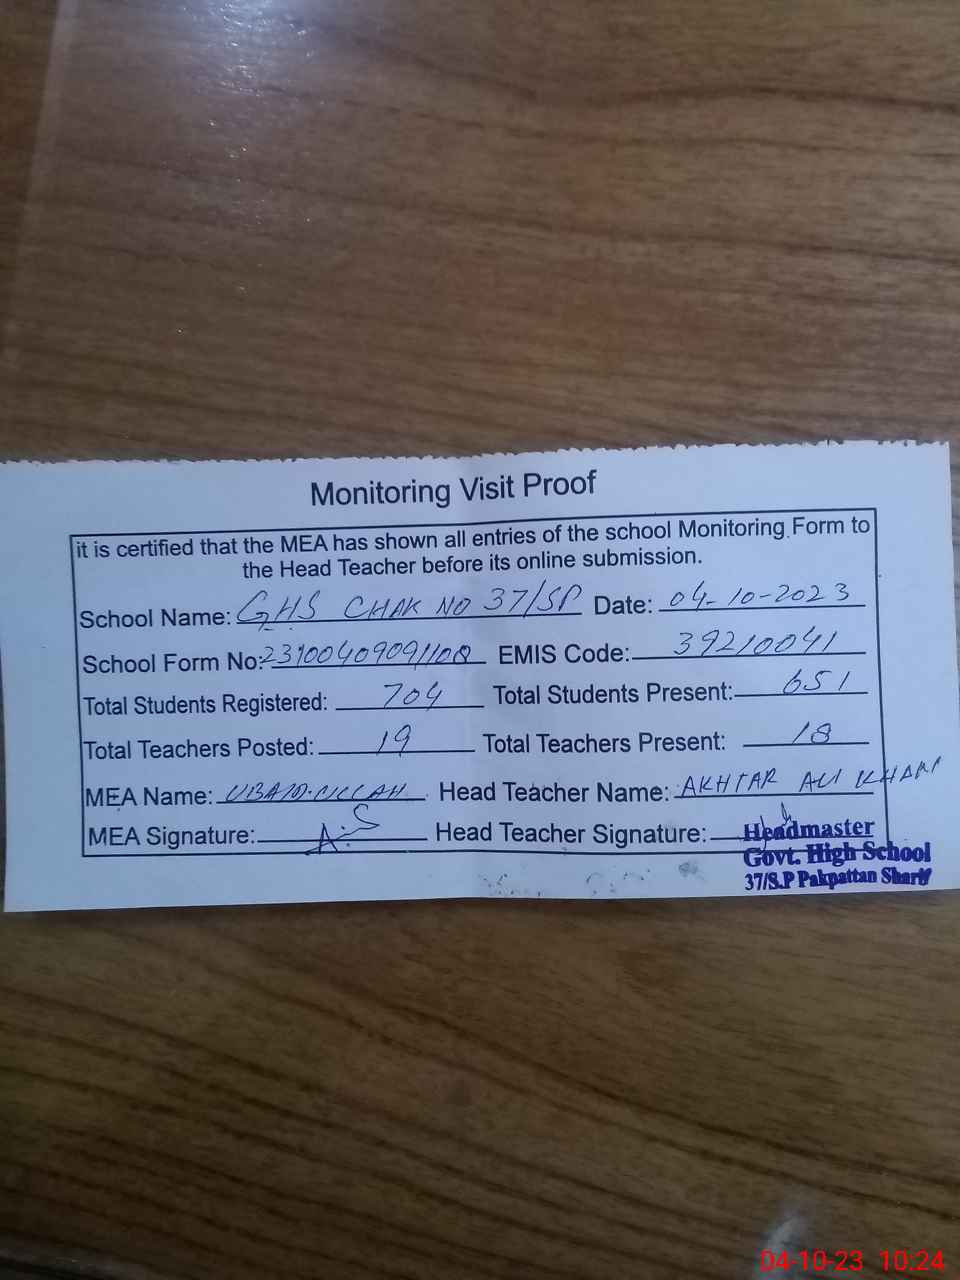 Monitoring Visit Proof
it is certified that the MEA has shown all entries of the school Monitoring Form to
the Head Teacher before its online submission.
School Name: GHS CHAK NO 37/SP Date: 04-10-2023
School Form No: 23100409091108 EMIS Code: 39210041
Total Students Registered: 704 Total Students Present: 651
Total Teachers Posted: 19 Total Teachers Present: 18
MEA Name: UBAID-ULLAH Head Teacher Name: AKHTAR ALI KHAN
MEA Signature: Head Teacher Signature:
Headmaster
Govt. High School
37/S.P Pakpattan Sharif
04-10-23 10:24